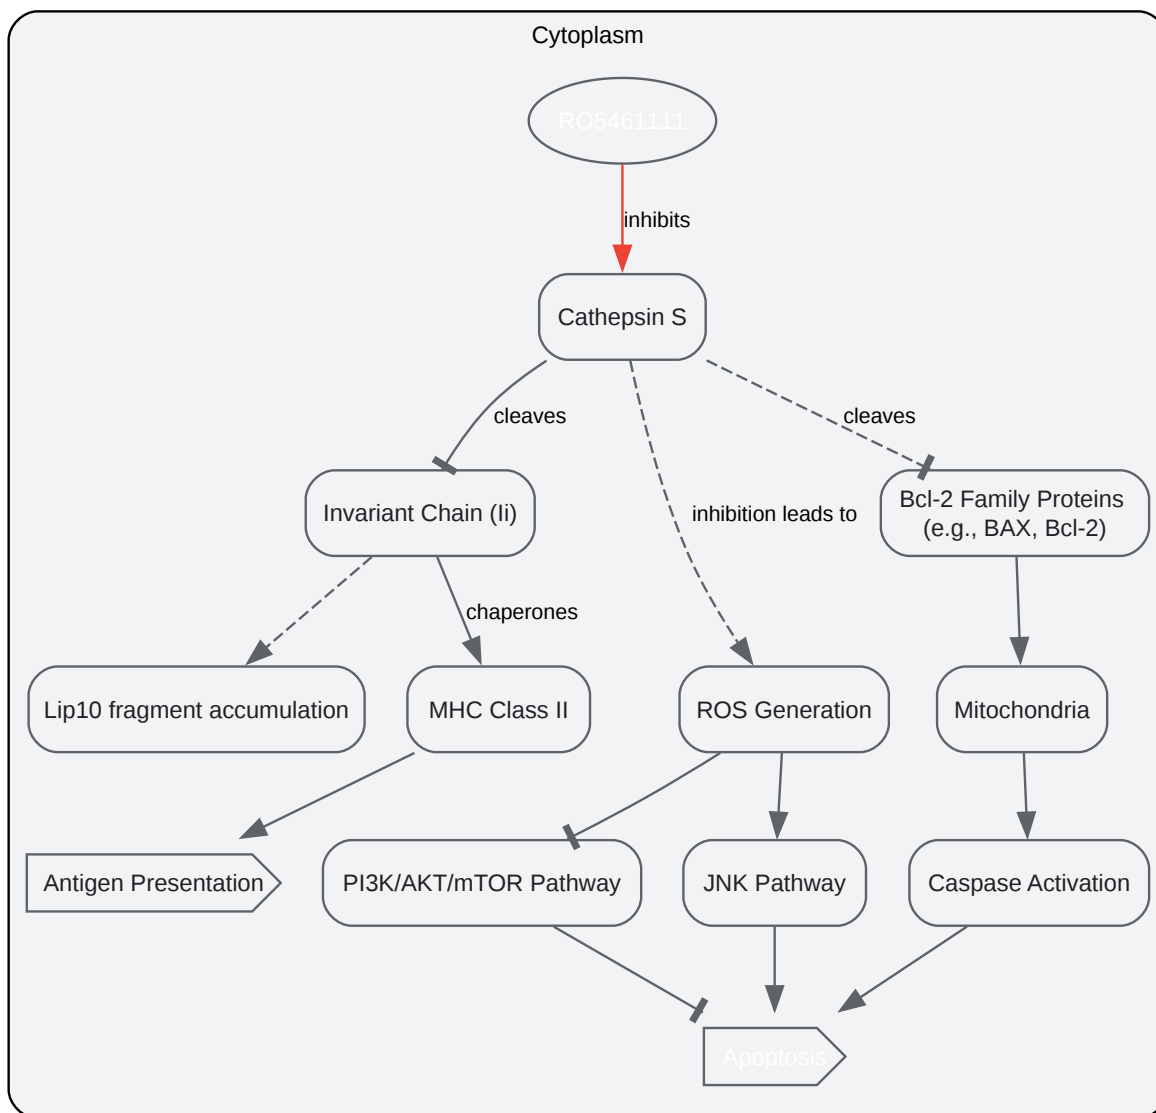 Cytoplasm
RO5461111
inhibits
Cathepsin S
cleaves
cleaves
Invariant Chain (Ii)
inhibition leads to
Bcl-2 Family Proteins
(e.g., BAX, Bcl-2)
chaperones
Lip10 fragment accumulation
MHC Class II
ROS Generation
Mitochondria
Antigen Presentation
PI3K/AKT/mTOR Pathway
JNK Pathway
Caspase Activation
Apoptosis